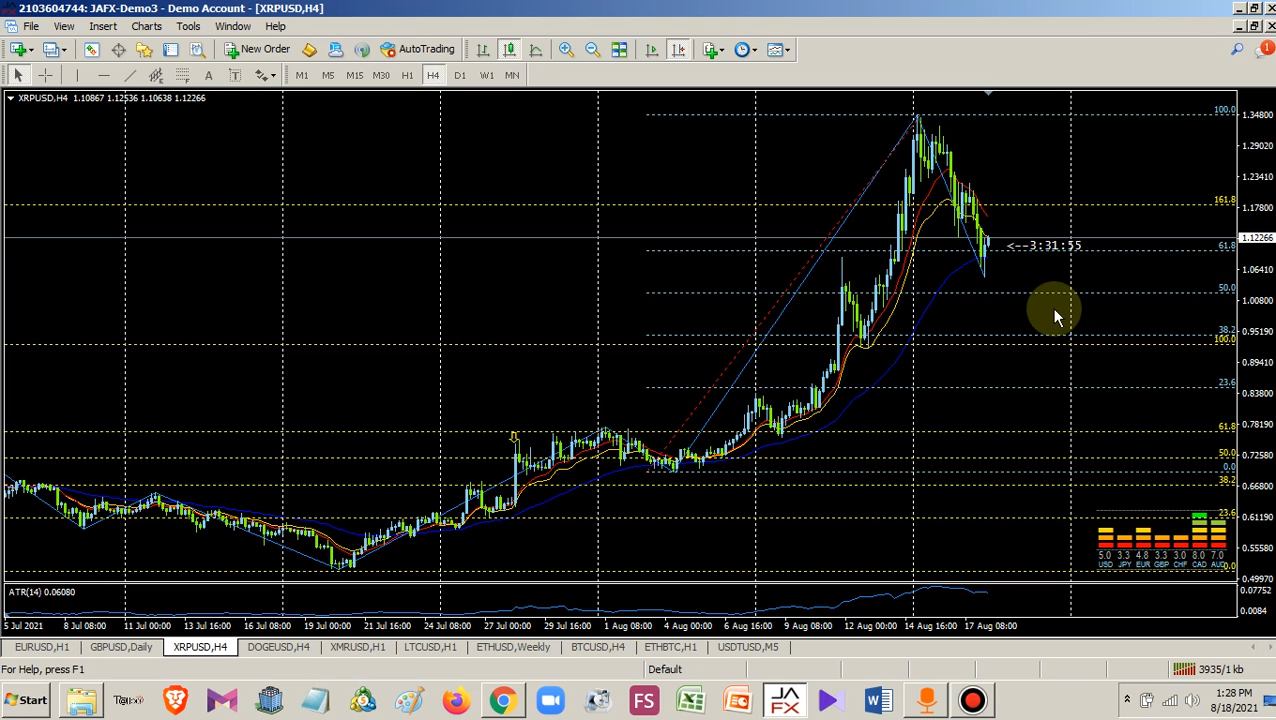 2103604744: JAFX-Demo3 - Demo Account - [XRPUSD,H4]
File View Insert Charts Tools Window Help
New Order AutoTrading
A T M1 M5 M15 M30 H1 H4 D1 W1 MN
1
XRPUSD,H4 1.10867 1.12536 1.10638 1.12266
100.0
1.34800
1.29020
1.23410
161.8
1.17800
1.12266
<--3:31:55
61.8
1.06410
50.0
1.00800
38.2
0.95190
100.0
0.89410
23.6
0.83800
0.78190
61.8
50.0
0.72580
0.0
38.2
0.66800
23.6
0.61190
0.55580
5.0 3.3 4.8 3.3 3.0 8.0 7.0
USD JPY EUR GBP CHF CAD AUD
0.0
0.49970
ATR(14) 0.06080
0.07752
0.0084
5 Jul 2021 8 Jul 08:00 11 Jul 00:00 13 Jul 16:00 16 Jul 08:00 19 Jul 00:00 21 Jul 16:00 24 Jul 08:00 27 Jul 00:00 29 Jul 16:00 1 Aug 08:00 4 Aug 00:00 6 Aug 16:00 9 Aug 08:00 12 Aug 00:00 14 Aug 16:00 17 Aug 08:00
EURUSD,H1 GBPUSD,Daily XRPUSD,H4 DOGEUSD,H4 XMRUSD,H1 LTCUSD,H1 ETHUSD,Weekly BTCUSD,H4 ETHBTC,H1 USDTUSD,M5
For Help, press F1 Default 3935/1 kb
Start FS JA FX W 1:28 PM
8/18/2021